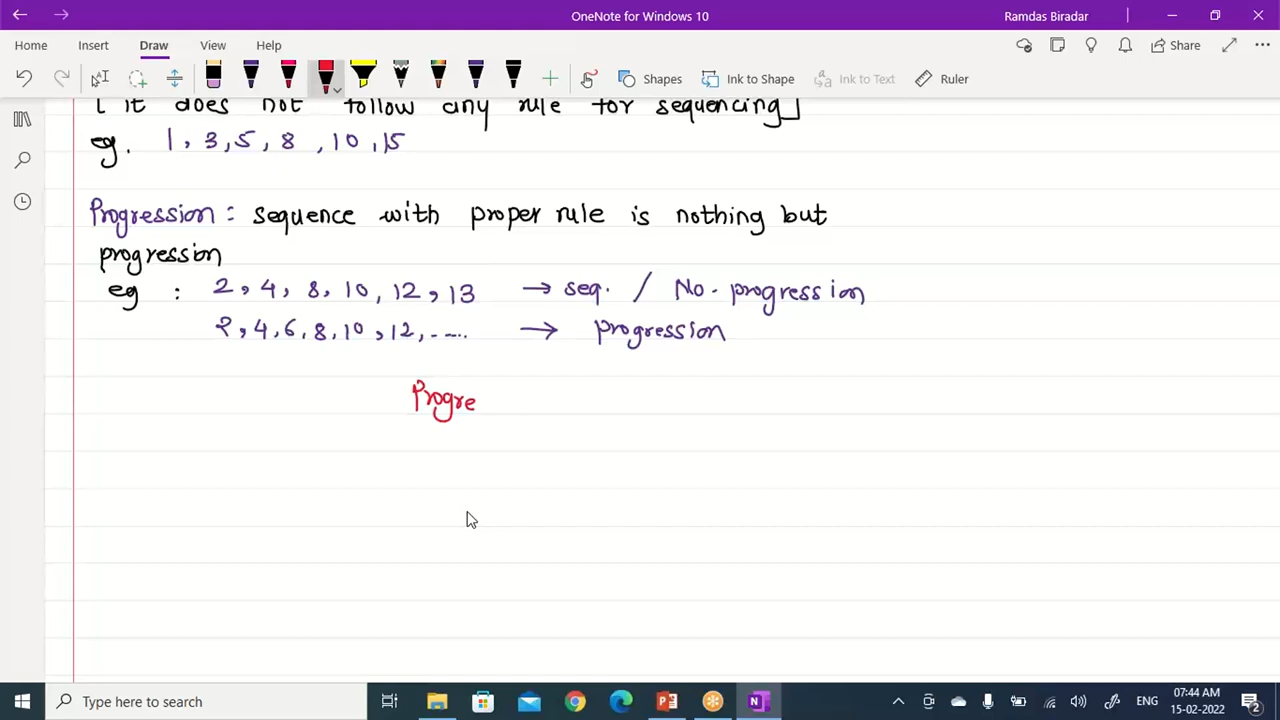 OneNote for Windows 10
Ramdas Biradar
Home Insert Draw View Help
Share
Shapes Ink to Shape Ink to Text Ruler
[ it does not follow any rule for sequencing]
eg. 1, 3, 5, 8, 10, 15
Progression : sequence with proper rule is nothing but
progression
eg : 2, 4, 8, 10, 12, 13 → seq. / No. progression
2, 4, 6, 8, 10, 12, ..... → progression
Progre
Type here to search
ENG
07:44 AM
15-02-2022
2